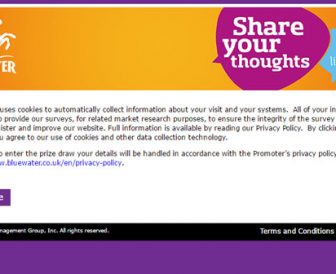 Share
your
thoughts
uses cookies to automatically collect information about your visit and your systems. All of your in
o provide our surveys, for related market research purposes, to ensure the integrity of the survey
ister and improve our website. Full information is available by reading our Privacy Policy. By clickin
u agree to our use of cookies and other data collection technology.
o enter the prize draw your details will be handled in accordance with the Promoter's privacy policy
w.bluewater.co.uk/en/privacy-policy.
e
nagement Group, Inc. All rights reserved.
Terms and Conditions